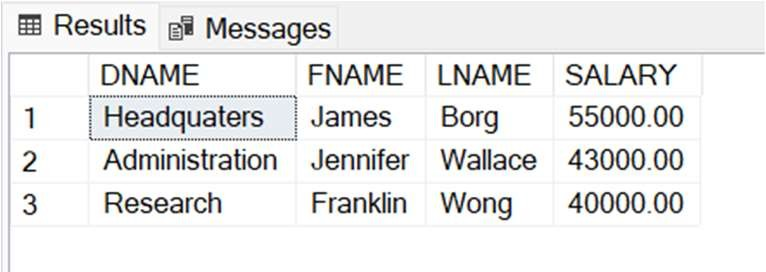 Results Messages
DNAME FNAME LNAME SALARY
1 Headquaters James Borg 55000.00
2 Administration Jennifer Wallace 43000.00
3 Research Franklin Wong 40000.00